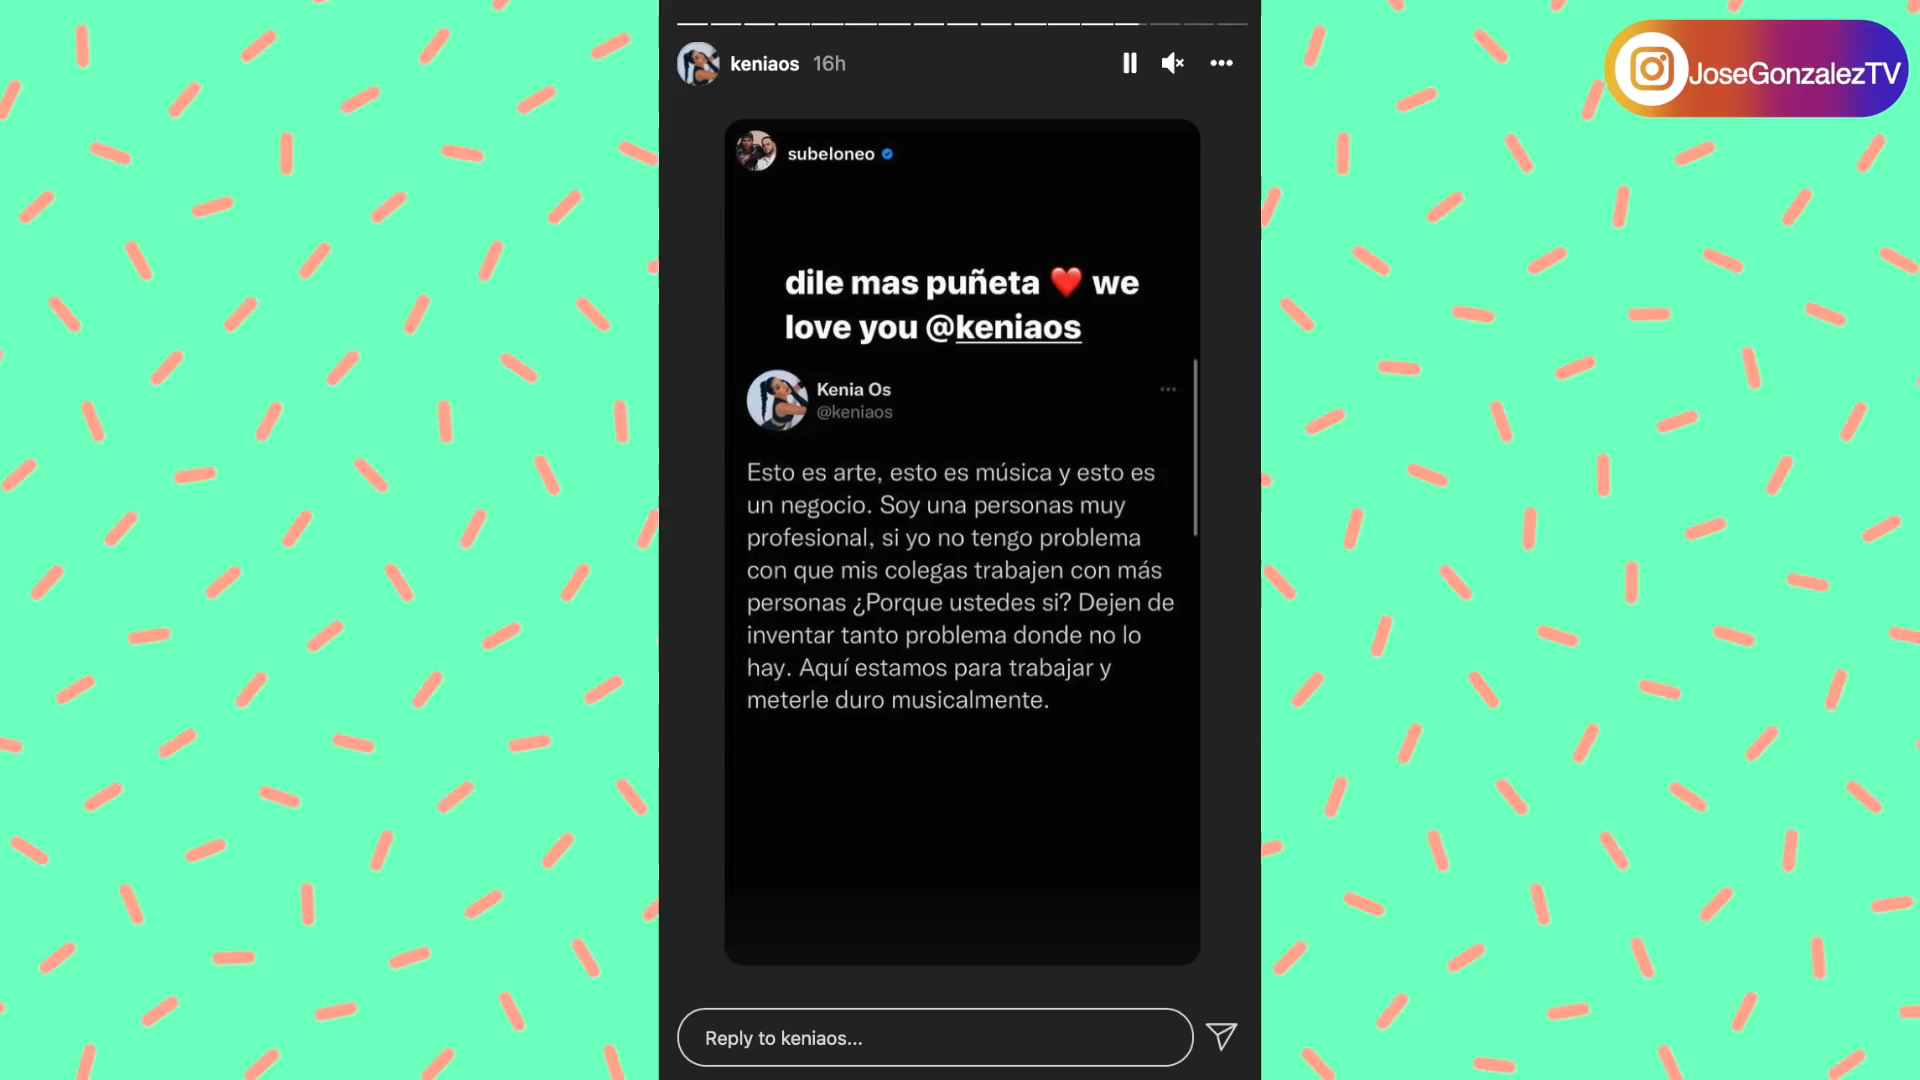 keniaos 16h
JoseGonzalezTV
subeloneo
dile mas puñeta ❤️ we
love you @keniaos
Kenia Os
@keniaos
Esto es arte, esto es música y esto es
un negocio. Soy una personas muy
profesional, si yo no tengo problema
con que mis colegas trabajen con más
personas ¿Porque ustedes si? Dejen de
inventar tanto problema donde no lo
hay. Aquí estamos para trabajar y
meterle duro musicalmente.
Reply to keniaos...